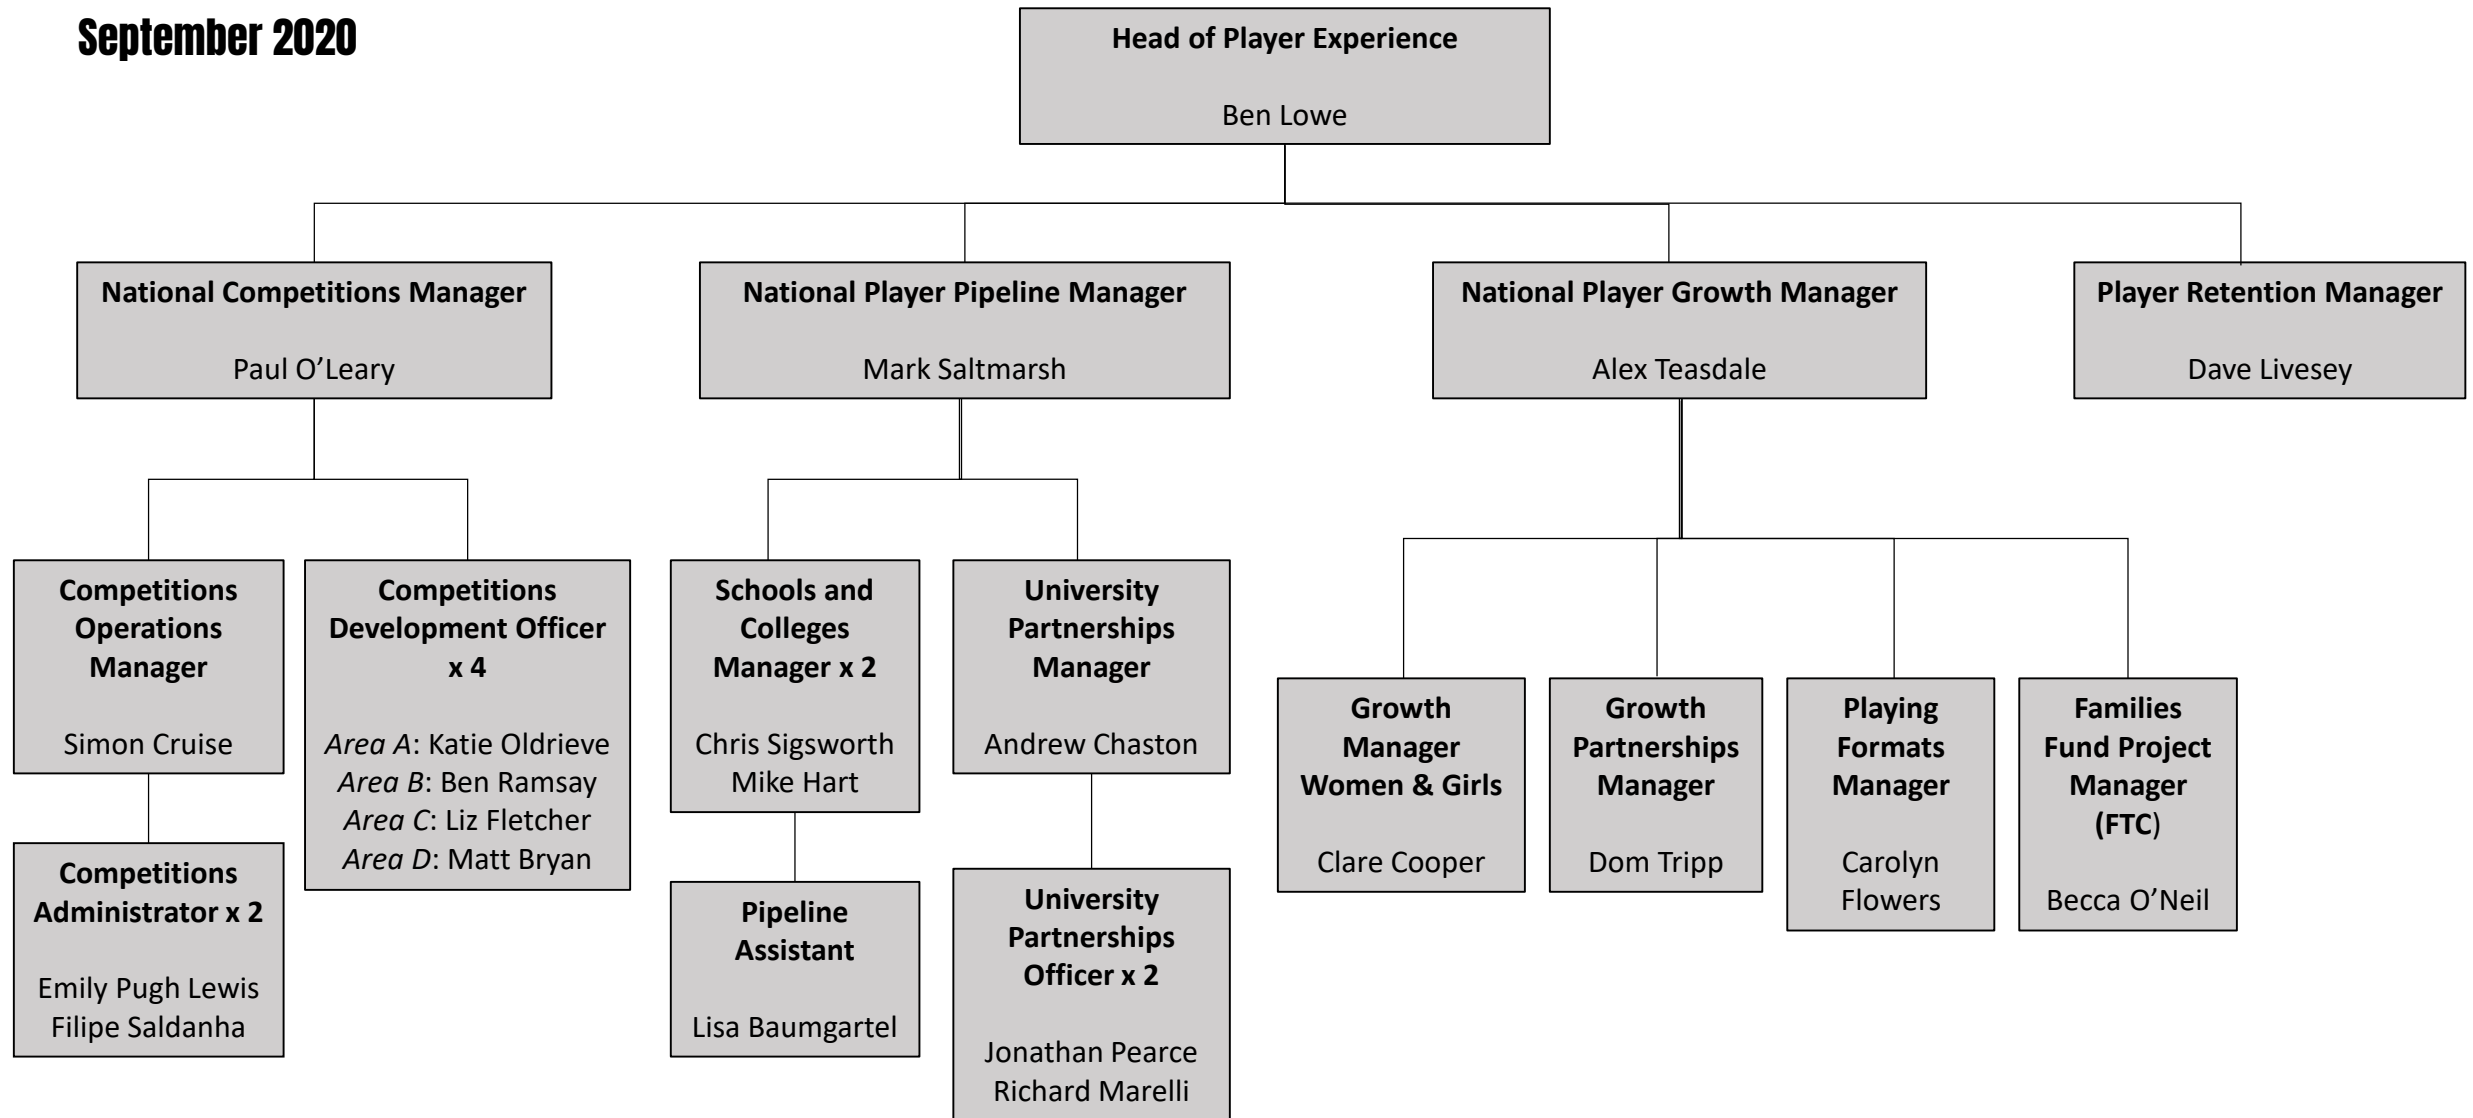 September 2020
Head of Player Experience
Ben Lowe
National Competitions Manager
Paul O’Leary
National Player Pipeline Manager
Mark Saltmarsh
National Player Growth Manager
Alex Teasdale
Player Retention Manager
Dave Livesey
Competitions
Operations
Manager
Simon Cruise
Competitions
Development Officer
x 4
Area A: Katie Oldrieve
Area B: Ben Ramsay
Area C: Liz Fletcher
Area D: Matt Bryan
Schools and
Colleges
Manager x 2
Chris Sigsworth
Mike Hart
University
Partnerships
Manager
Andrew Chaston
Growth
Manager
Women & Girls
Clare Cooper
Growth
Partnerships
Manager
Dom Tripp
Playing
Formats
Manager
Carolyn
Flowers
Families
Fund Project
Manager
(FTC)
Becca O’Neil
Competitions
Administrator x 2
Emily Pugh Lewis
Filipe Saldanha
Pipeline
Assistant
Lisa Baumgartel
University
Partnerships
Officer x 2
Jonathan Pearce
Richard Marelli